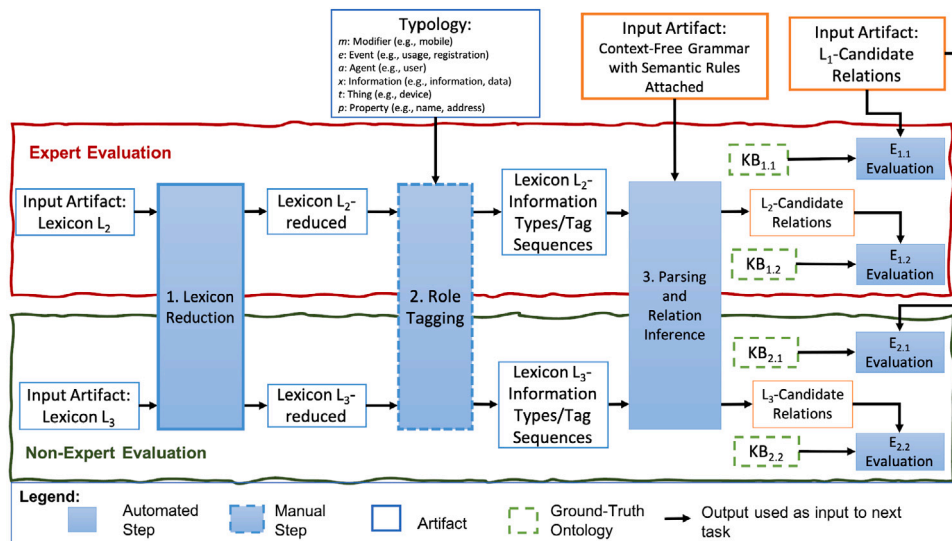 Typology:
m: Modifier (e.g., mobile)
e: Event (e.g., usage, registration)
a: Agent (e.g., user)
x: Information (e.g., information, data)
t: Thing (e.g., device)
p: Property (e.g., name, address)
Input Artifact:
Context-Free Grammar
with Semantic Rules
Attached
Input Artifact:
L1-Candidate
Relations
Expert Evaluation
Input Artifact:
Lexicon L2
1. Lexicon
Reduction
Lexicon L2-
reduced
2. Role
Tagging
Lexicon L2-
Information
Types/Tag
Sequences
3. Parsing
and
Relation
Inference
KB1.1
E1.1
Evaluation
L2-Candidate
Relations
KB1.2
E1.2
Evaluation
Input Artifact:
Lexicon L3
Lexicon L3-
reduced
Lexicon L3-
Information
Types/Tag
Sequences
KB2.1
E2.1
Evaluation
L3-Candidate
Relations
KB2.2
E2.2
Evaluation
Non-Expert Evaluation
Legend:
Automated
Step
Manual
Step
Artifact
Ground-Truth
Ontology
Output used as input to next
task